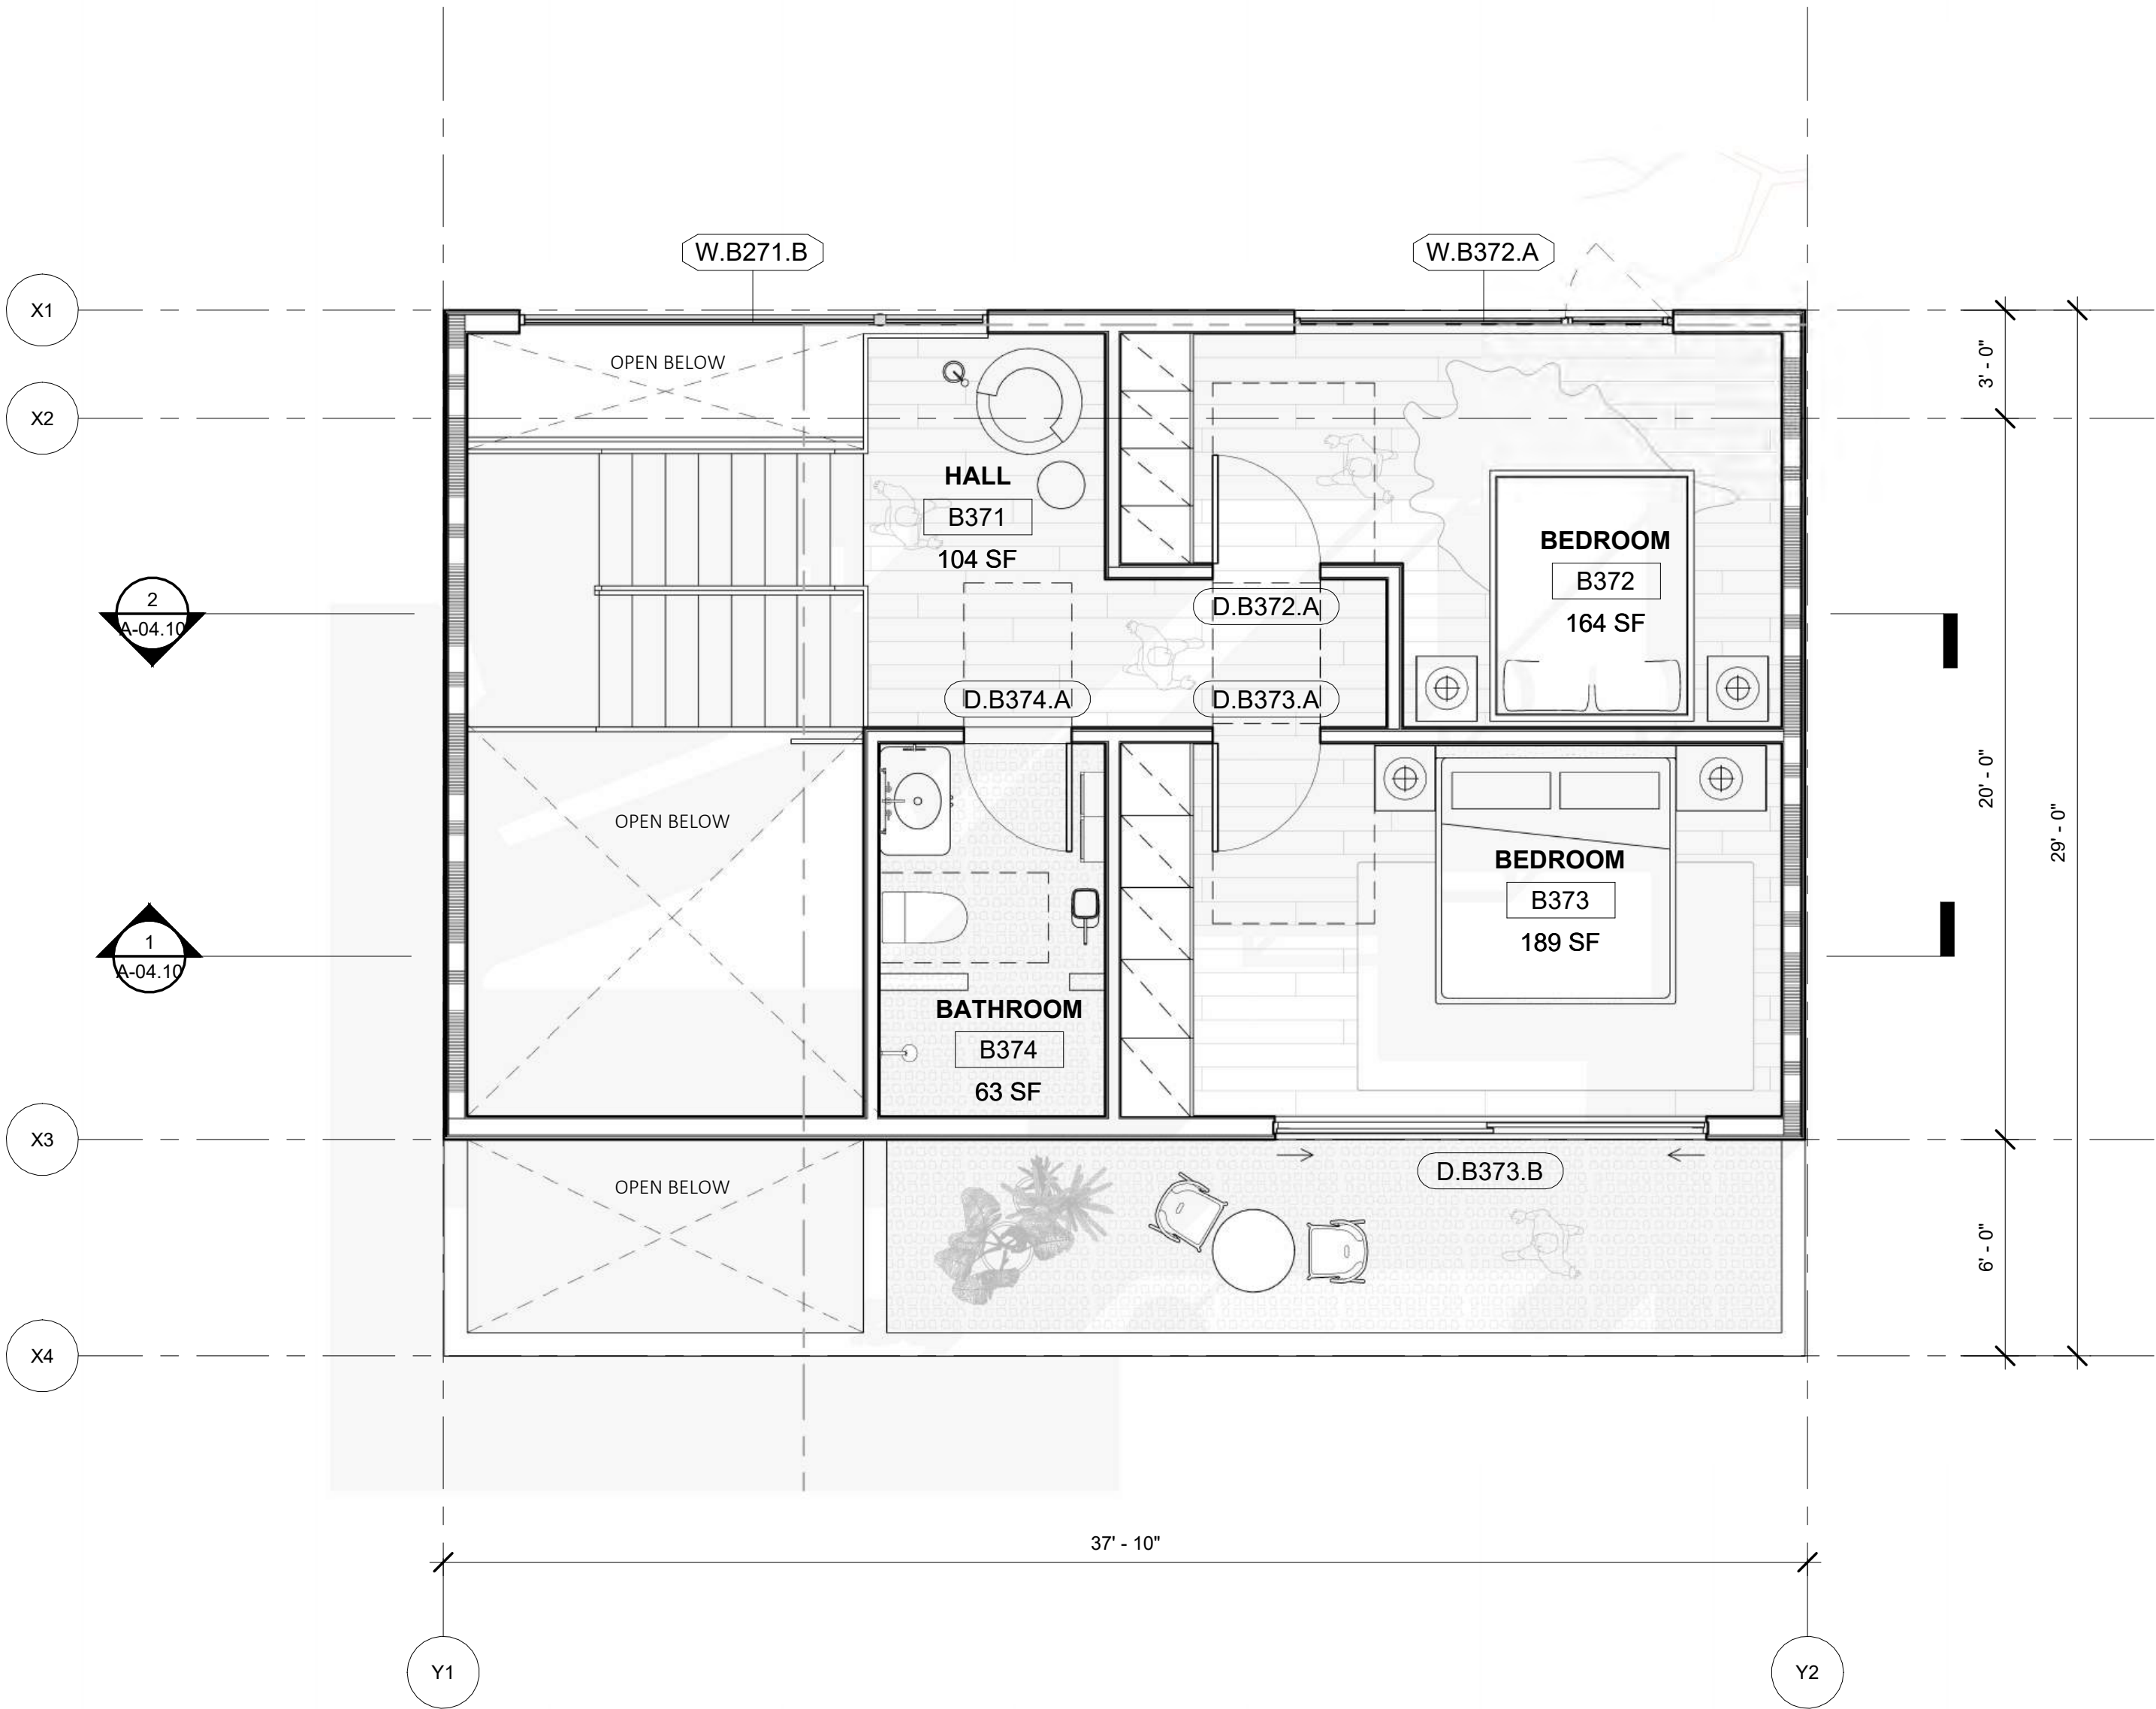 W.B271.B
W.B372.A
X1
OPEN BELOW
3' - 0"
X2
HALL
B371
104 SF
BEDROOM
B372
164 SF
2
A-04.10
D.B372.A
D.B374.A
D.B373.A
20' - 0"
29' - 0"
OPEN BELOW
BEDROOM
B373
189 SF
1
A-04.10
BATHROOM
B374
63 SF
X3
D.B373.B
OPEN BELOW
6' - 0"
X4
37' - 10"
Y1
Y2